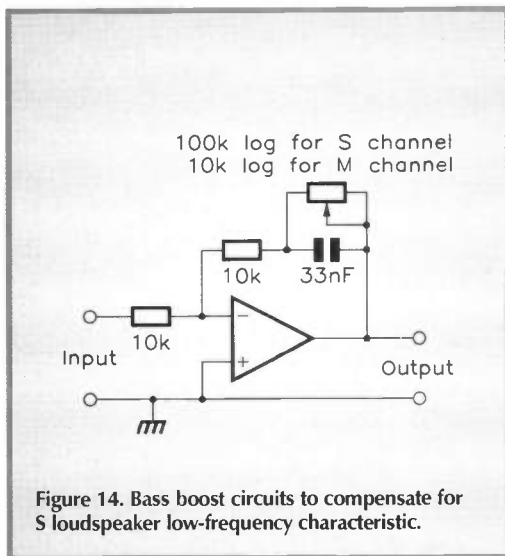 100k log for S channel
10k log for M channel
10k
33nF
10k
−
+
Input
Output
Figure 14. Bass boost circuits to compensate for
S loudspeaker low-frequency characteristic.